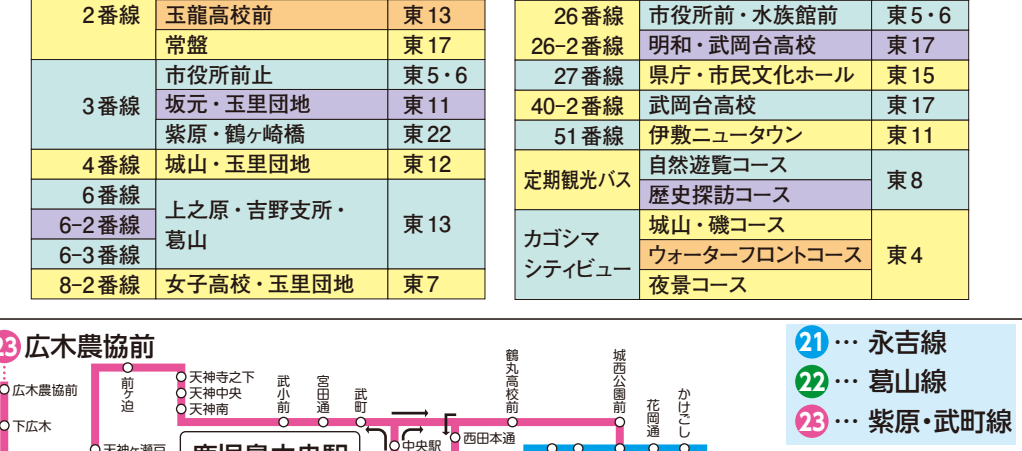 2番線 玉龍高校前 東13
常盤 東17
3番線 市役所前止 東5・6
坂元・玉里団地 東11
紫原・鶴ヶ崎橋 東22
4番線 城山・玉里団地 東12
6番線
6-2番線 上之原・吉野支所・ 東13
葛山
6-3番線
8-2番線 女子高校・玉里団地 東7
26番線 市役所前・水族館前 東5・6
26-2番線 明和・武岡台高校 東17
27番線 県庁・市民文化ホール 東15
40-2番線 武岡台高校 東17
51番線 伊敷ニュータウン 東11
定期観光バス 自然遊覧コース 東8
歴史探訪コース
カゴシマ
シティビュー
城山・磯コース
ウォーターフロントコース 東4
夜景コース
23 広木農協前
広木農協前
下広木
前ヶ迫
天神寺之下
天神中央
天神南
武小前
宮田通
武町
中央駅
西田本通
鶴丸高校前
城西公園前
花岡通
かけごし
21 … 永吉線
22 … 葛山線
23 … 紫原・武町線